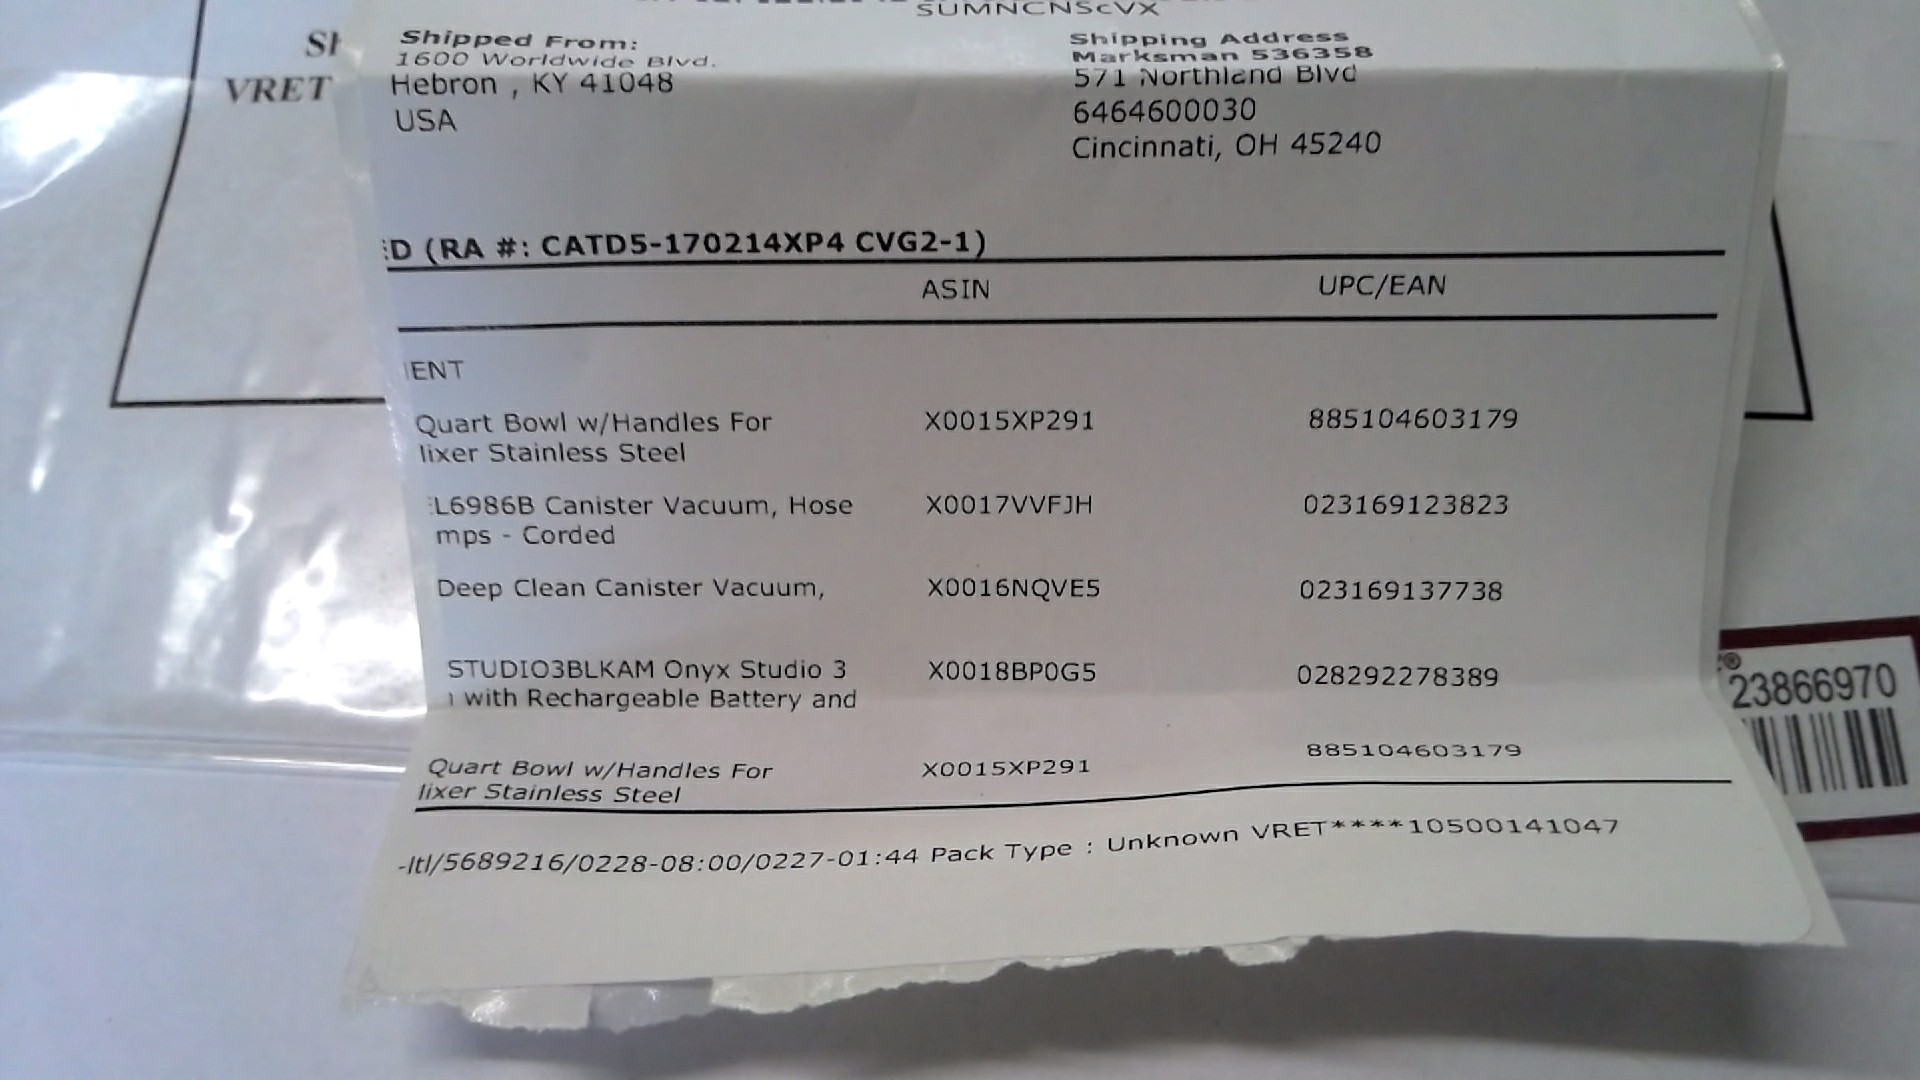 SUMNCNScVX
Shipped From:
1600 Worldwide Blvd.
Hebron , KY 41048
USA
Shipping Address
Marksman 536358
571 Northland Blvd
6464600030
Cincinnati, OH 45240
VRET
ED (RA #: CATD5-170214XP4 CVG2-1)
ASIN UPC/EAN
IENT
Quart Bowl w/Handles For X0015XP291 885104603179
lixer Stainless Steel
L6986B Canister Vacuum, Hose X0017VVFJH 023169123823
mps - Corded
Deep Clean Canister Vacuum, X0016NQVE5 023169137738
STUDIO3BLKAM Onyx Studio 3 X0018BP0G5 028292278389
with Rechargeable Battery and
Quart Bowl w/Handles For X0015XP291 885104603179
lixer Stainless Steel
-ltl/5689216/0228-08:00/0227-01:44 Pack Type : Unknown VRET****10500141047
23866970